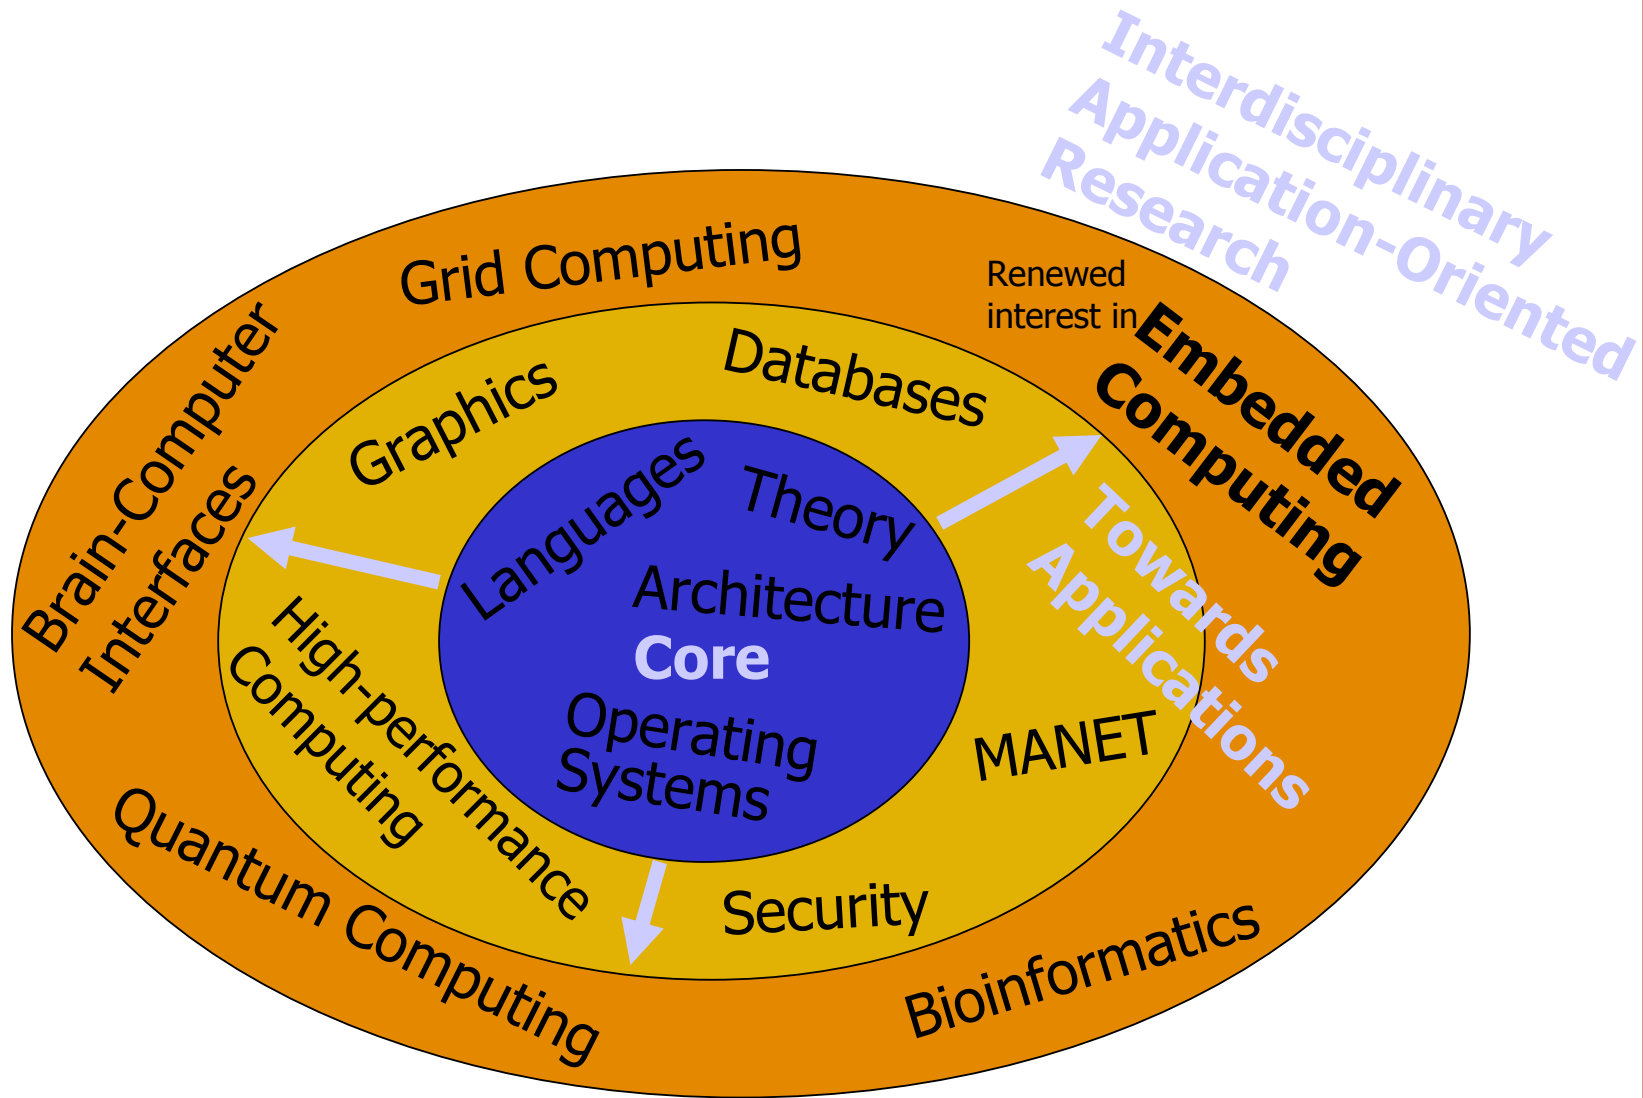 Interdisciplinary
Application-Oriented
Research
Grid Computing
Renewed
interest in
Embedded
Computing
Brain-Computer
Interfaces
Graphics
Databases
Languages
Theory
Architecture
Core
Operating
Systems
Towards
Applications
High-performance
Computing
MANET
Security
Quantum Computing
Bioinformatics